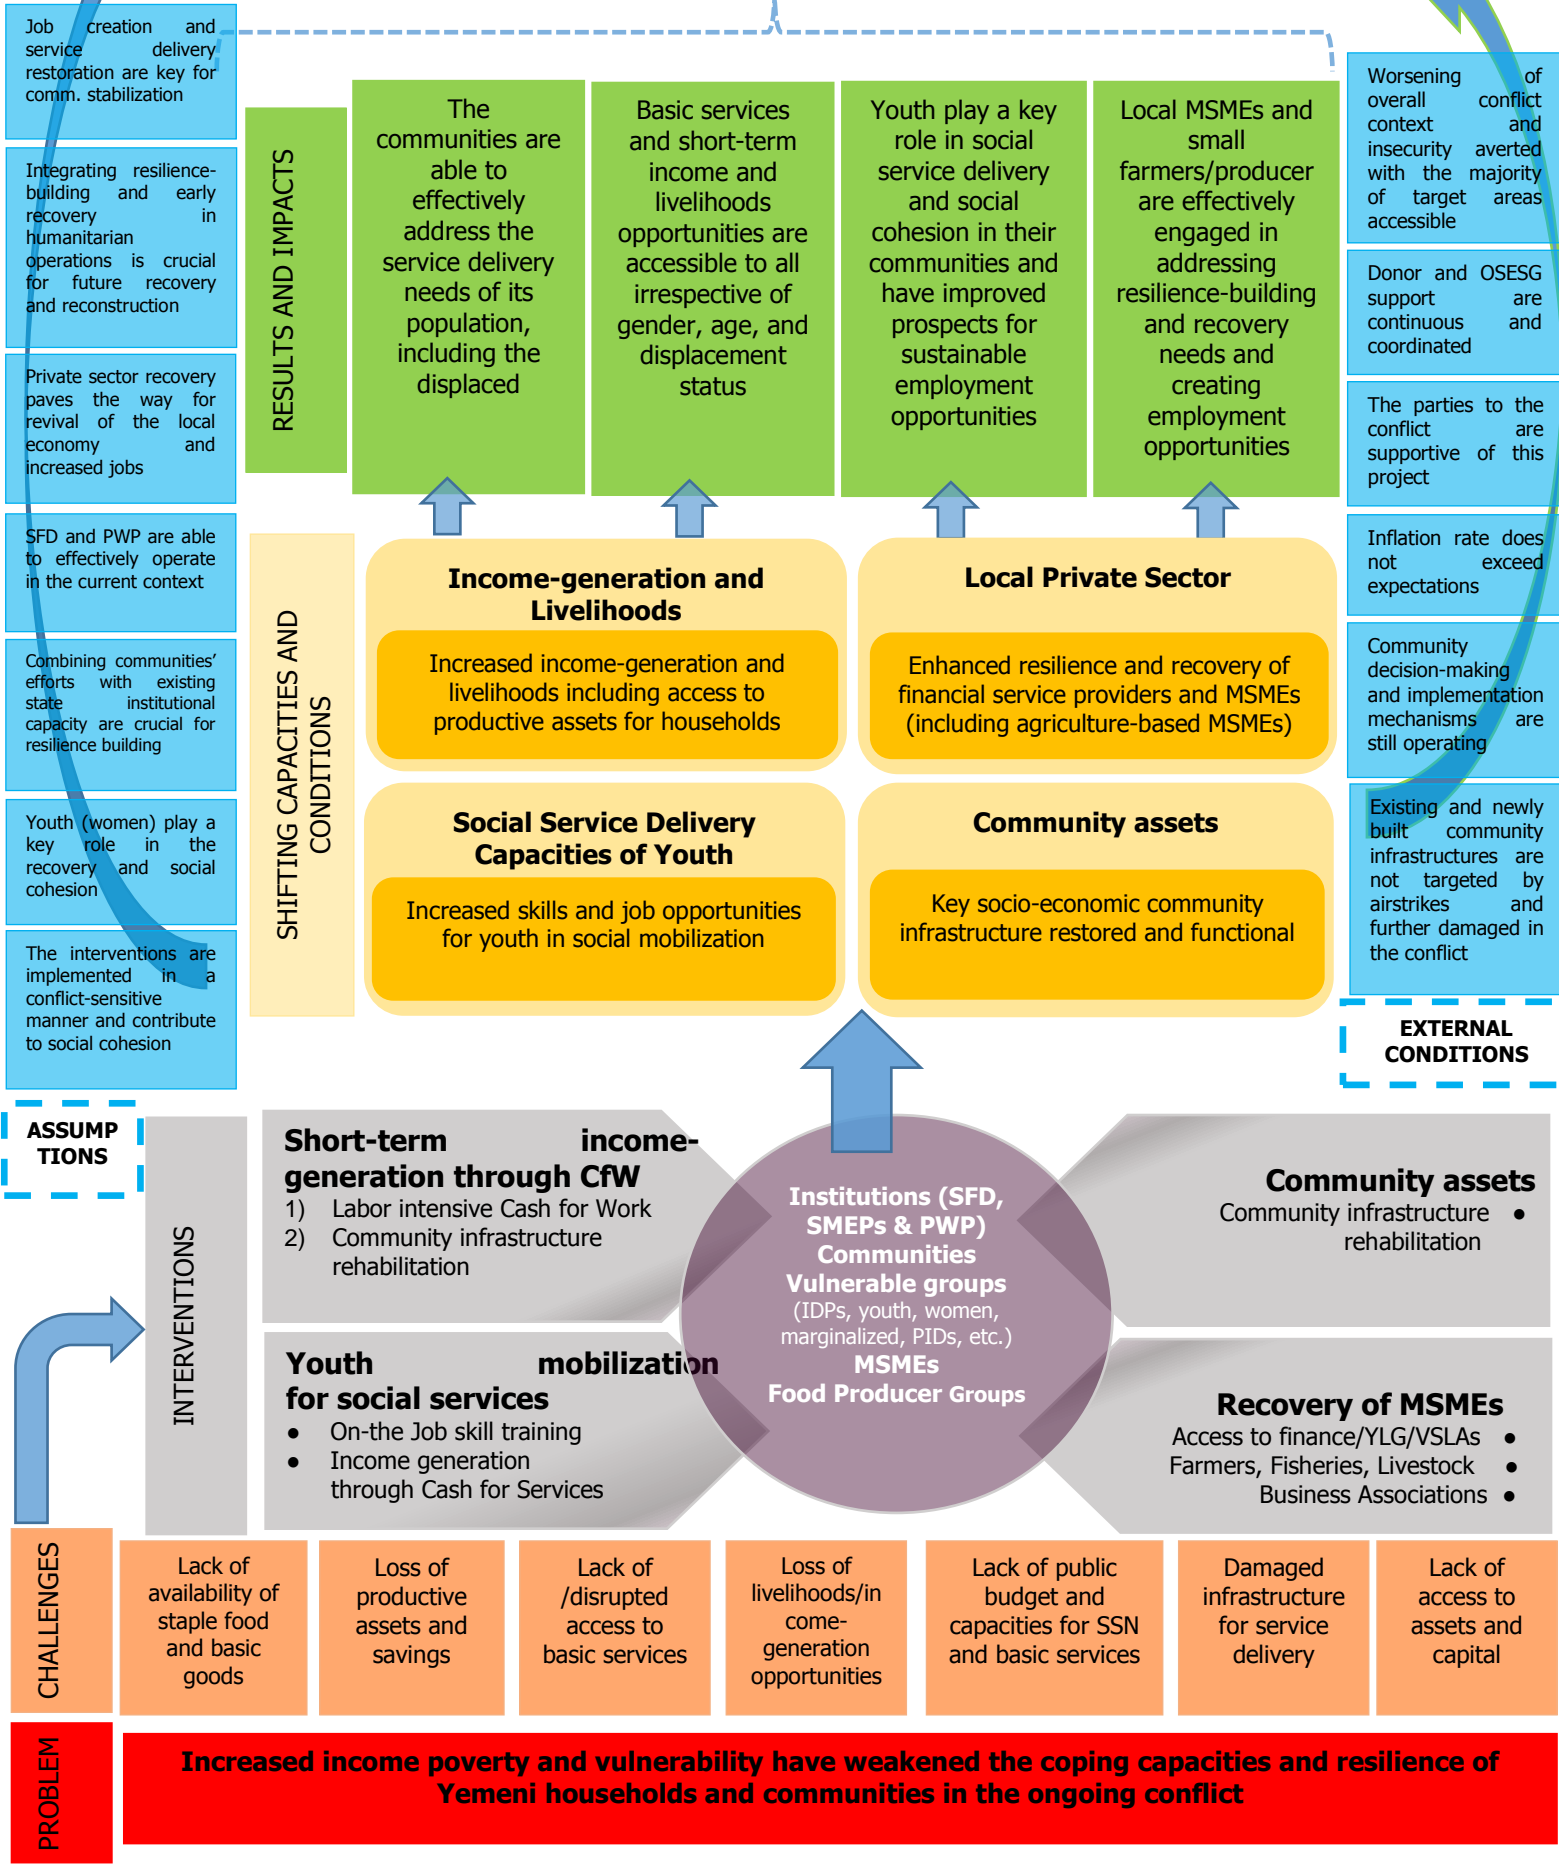 Job creation and
service delivery
restoration are key for
comm. stabilization
Integrating resilience-
building and early
recovery in
humanitarian
operations is crucial
for future recovery
and reconstruction
Private sector recovery
paves the way for
revival of the local
economy and
increased jobs
SFD and PWP are able
to effectively operate
in the current context
Combining communities’
efforts with existing
state institutional
capacity are crucial for
resilience building
Youth (women) play a
key role in the
recovery and social
cohesion
The interventions are
implemented in a
conflict-sensitive
manner and contribute
to social cohesion
ASSUMP
TIONS
RESULTS AND IMPACTS
The
communities are
able to
effectively
address the
service delivery
needs of its
population,
including the
displaced
Basic services
and short-term
income and
livelihoods
opportunities are
accessible to all
irrespective of
gender, age, and
displacement
status
Youth play a key
role in social
service delivery
and social
cohesion in their
communities and
have improved
prospects for
sustainable
employment
opportunities
Local MSMEs and
small
farmers/producer
are effectively
engaged in
addressing
resilience-building
and recovery
needs and
creating
employment
opportunities
SHIFTING CAPACITIES AND
CONDITIONS
Income-generation and
Livelihoods
Increased income-generation and
livelihoods including access to
productive assets for households
Local Private Sector
Enhanced resilience and recovery of
financial service providers and MSMEs
(including agriculture-based MSMEs)
Social Service Delivery
Capacities of Youth
Increased skills and job opportunities
for youth in social mobilization
Community assets
Key socio-economic community
infrastructure restored and functional
Worsening of
overall conflict
context and
insecurity averted
with the majority
of target areas
accessible
Donor and OSESG
support are
continuous and
coordinated
The parties to the
conflict are
supportive of this
project
Inflation rate does
not exceed
expectations
Community
decision-making
and implementation
mechanisms are
still operating
Existing and newly
built community
infrastructures are
not targeted by
airstrikes and
further damaged in
the conflict
EXTERNAL
CONDITIONS
INTERVENTIONS
Short-term income-
generation through CfW
1) Labor intensive Cash for Work
2) Community infrastructure
rehabilitation
Youth mobilization
for social services
● On-the Job skill training
● Income generation
through Cash for Services
Institutions (SFD,
SMEPs & PWP)
Communities
Vulnerable groups
(IDPs, youth, women,
marginalized, PIDs, etc.)
MSMEs
Food Producer Groups
Community assets
Community infrastructure ●
rehabilitation
Recovery of MSMEs
Access to finance/YLG/VSLAs ●
Farmers, Fisheries, Livestock ●
Business Associations ●
CHALLENGES
Lack of
availability of
staple food
and basic
goods
Loss of
productive
assets and
savings
Lack of
/disrupted
access to
basic services
Loss of
livelihoods/in
come-
generation
opportunities
Lack of public
budget and
capacities for SSN
and basic services
Damaged
infrastructure
for service
delivery
Lack of
access to
assets and
capital
PROBLEM
Increased income poverty and vulnerability have weakened the coping capacities and resilience of
Yemeni households and communities in the ongoing conflict